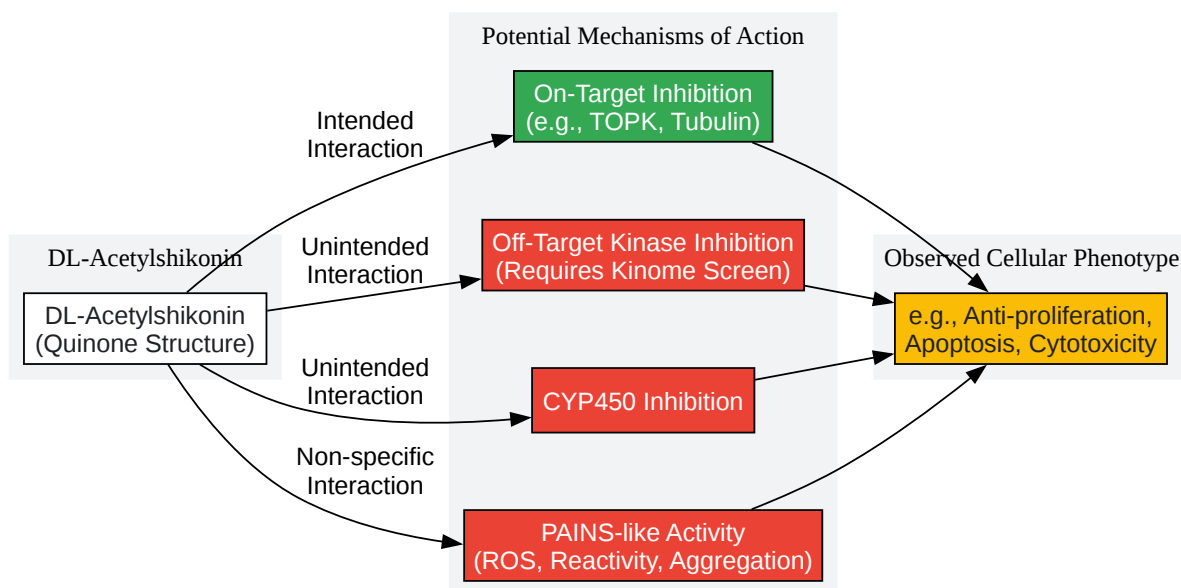 Potential Mechanisms of Action
On-Target Inhibition
(e.g., TOPK, Tubulin)
Intended
Interaction
Off-Target Kinase Inhibition
(Requires Kinome Screen)
Unintended
Interaction
DL-Acetylshikonin
DL-Acetylshikonin
(Quinone Structure)
Observed Cellular Phenotype
e.g., Anti-proliferation,
Apoptosis, Cytotoxicity
Unintended
Interaction
CYP450 Inhibition
Non-specific
Interaction
PAINS-like Activity
(ROS, Reactivity, Aggregation)